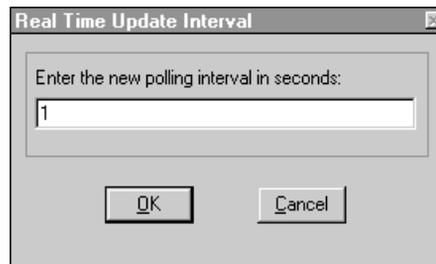 Real Time Update Interval
Enter the new polling interval in seconds:
1
OK
Cancel